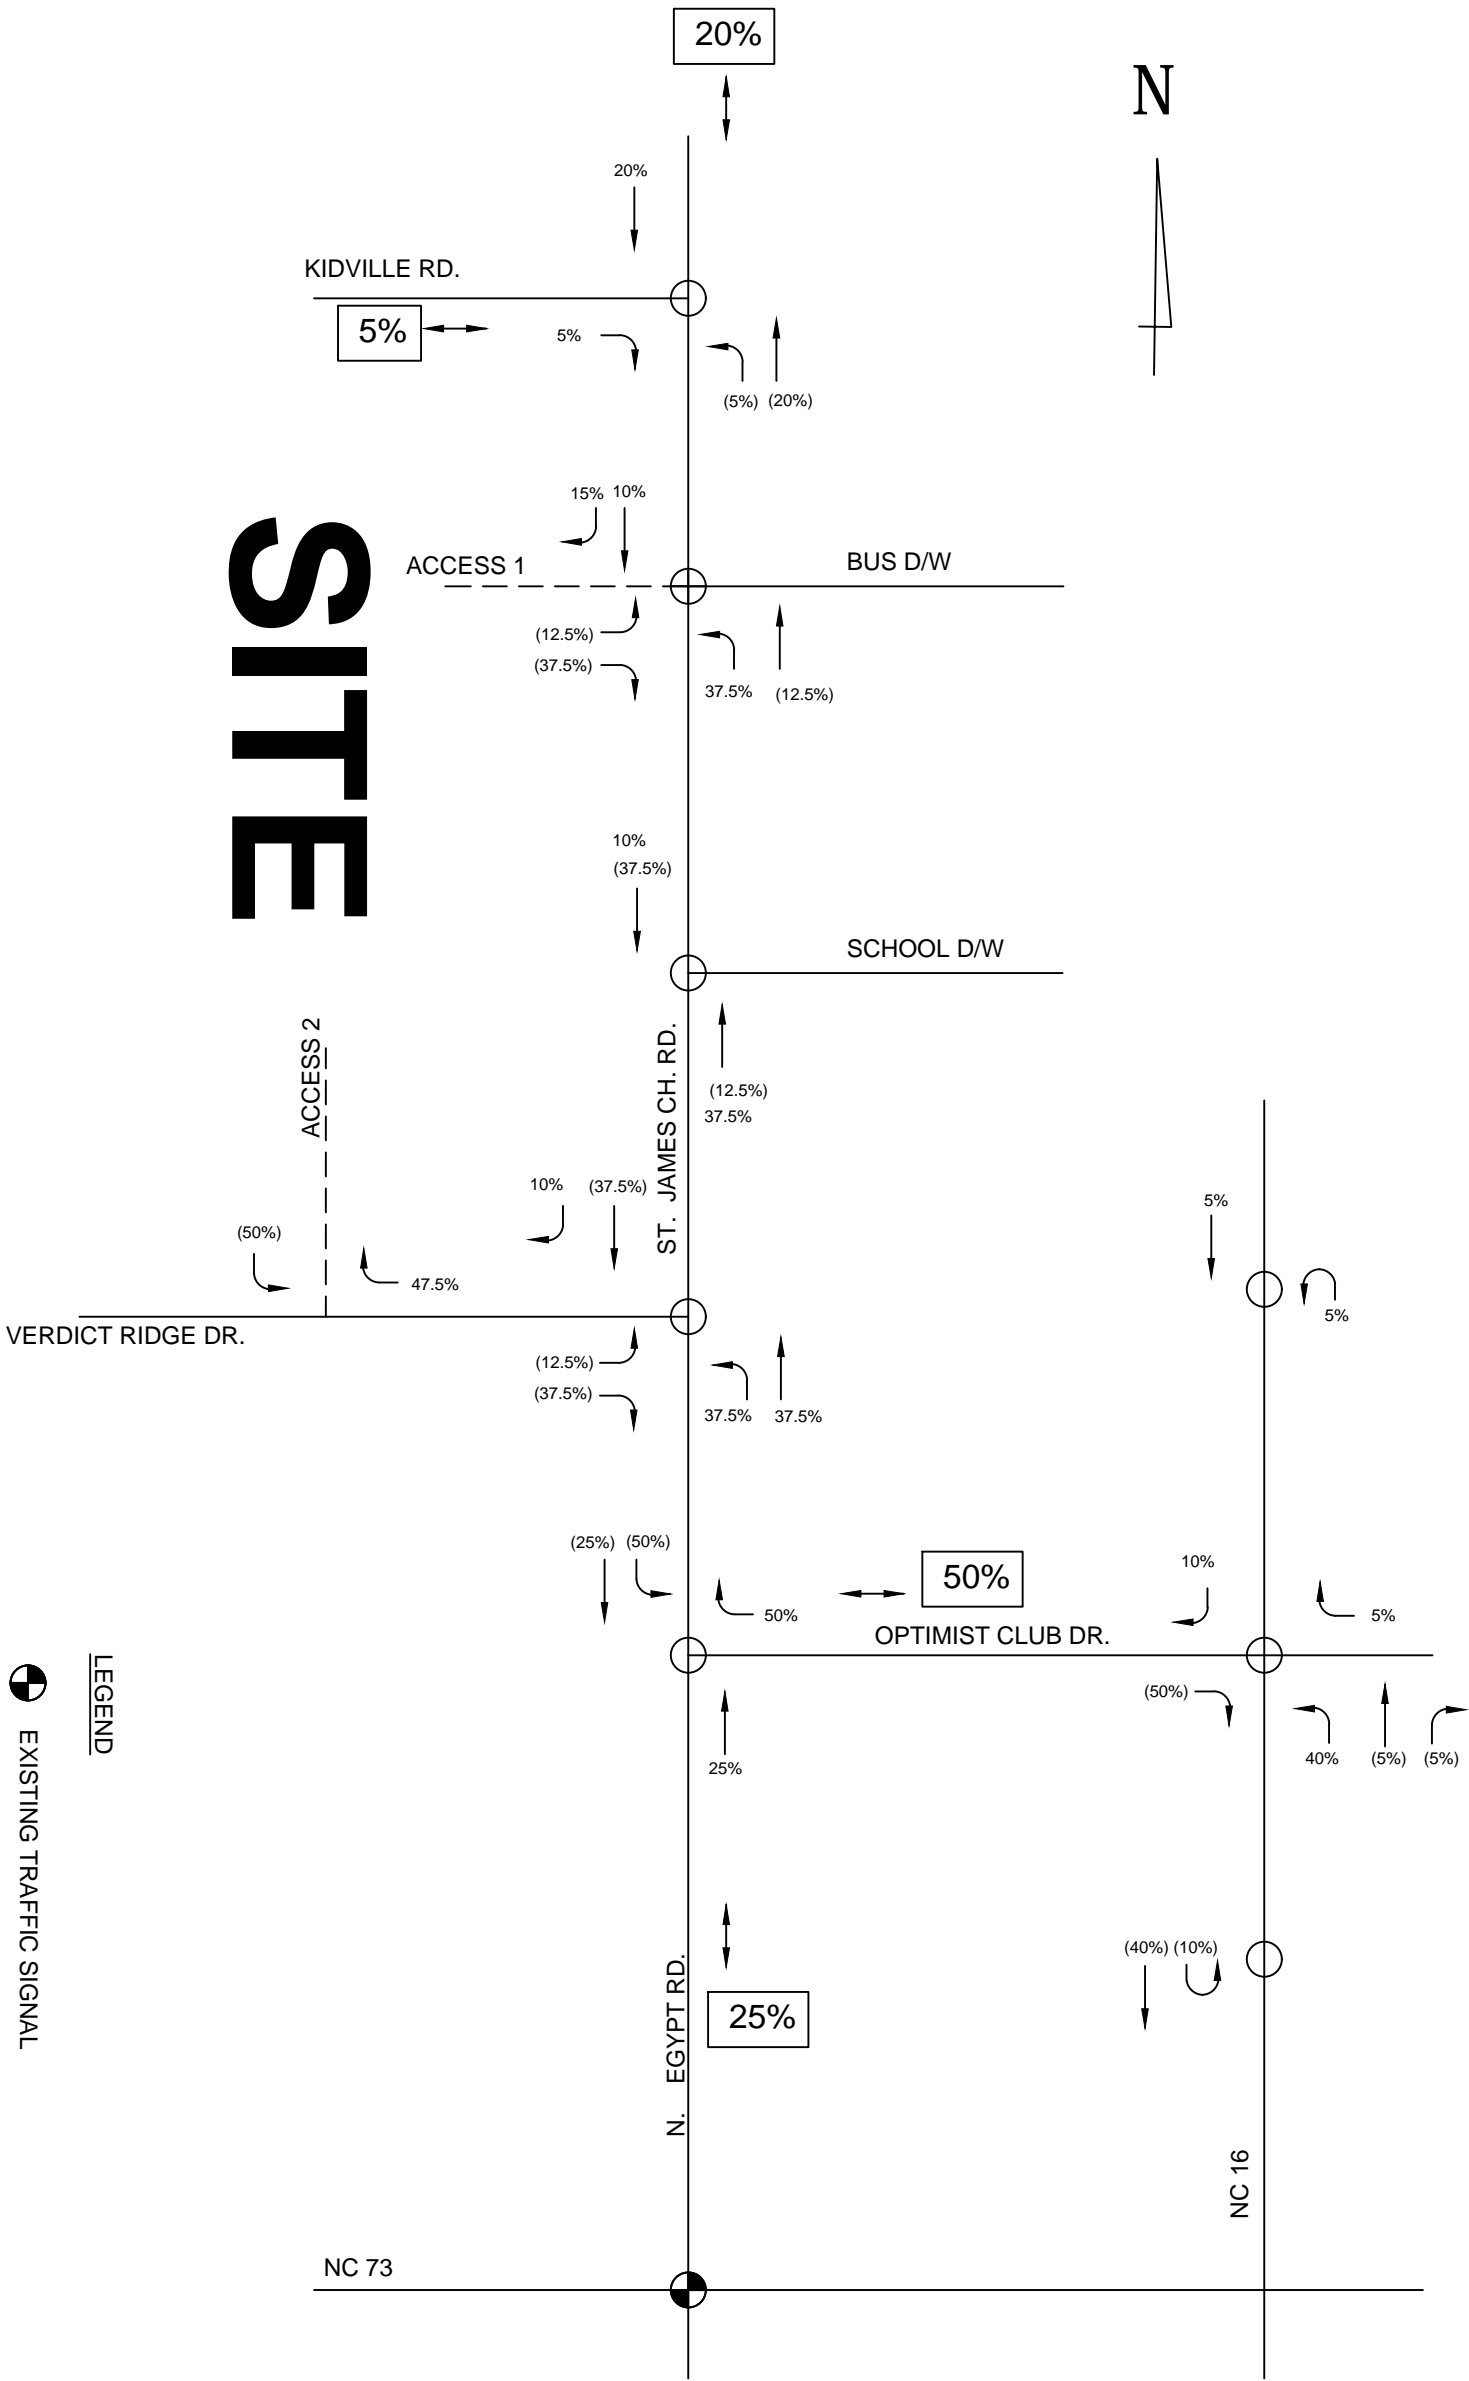 20%
N
20%
KIDVILLE RD.
5%
5%
(5%) (20%)
15% 10%
ACCESS 1
BUS D/W
(12.5%)
(37.5%)
37.5% (12.5%)
SITE
10%
(37.5%)
SCHOOL D/W
(12.5%)
37.5%
ST. JAMES CH. RD.
ACCESS 2
10% (37.5%)
(50%)
47.5%
VERDICT RIDGE DR.
(12.5%)
(37.5%)
37.5% 37.5%
5%
5%
(25%) (50%)
50%
50%
OPTIMIST CLUB DR.
10%
5%
(50%)
40% (5%) (5%)
25%
LEGEND
EXISTING TRAFFIC SIGNAL
(40%) (10%)
N. EGYPT RD.
25%
NC 16
NC 73